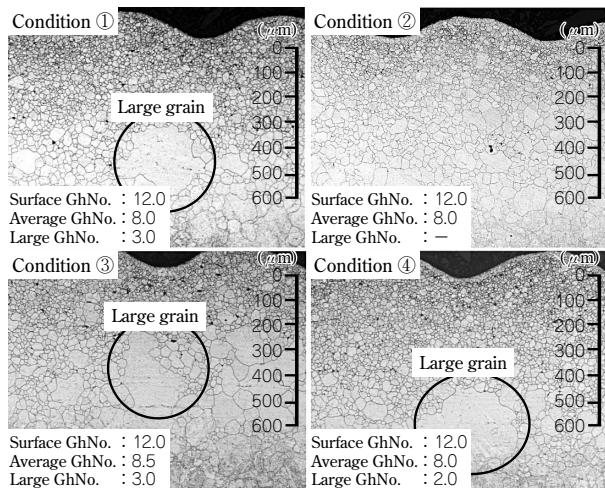 Condition ①
(μm)
0
100
200
300
400
500
600
Large grain
Surface GhNo. : 12.0
Average GhNo. : 8.0
Large GhNo. : 3.0
Condition ②
(μm)
0
100
200
300
400
500
600
Surface GhNo. : 12.0
Average GhNo. : 8.0
Large GhNo. : —
Condition ③
(μm)
0
100
200
300
400
500
600
Large grain
Surface GhNo. : 12.0
Average GhNo. : 8.5
Large GhNo. : 3.0
Condition ④
(μm)
0
100
200
300
400
500
600
Large grain
Surface GhNo. : 12.0
Average GhNo. : 8.0
Large GhNo. : 2.0